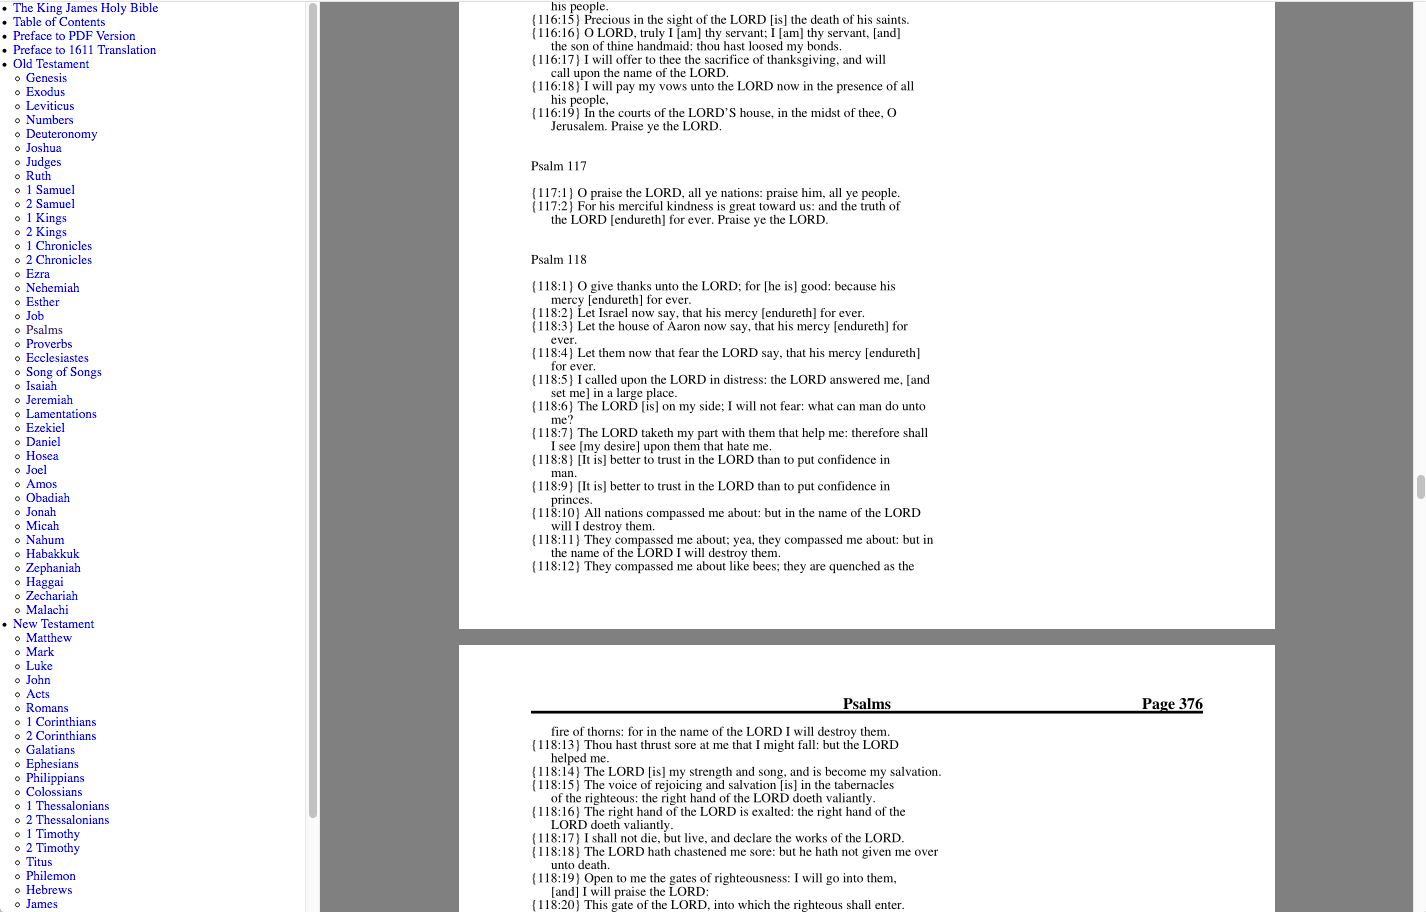 The King James Holy Bible
Table of Contents
Preface to PDF Version
Preface to 1611 Translation
Old Testament
Genesis
Exodus
Leviticus
Numbers
Deuteronomy
Joshua
Judges
Ruth
1 Samuel
2 Samuel
1 Kings
2 Kings
1 Chronicles
2 Chronicles
Ezra
Nehemiah
Esther
Job
Psalms
Proverbs
Ecclesiastes
Song of Songs
Isaiah
Jeremiah
Lamentations
Ezekiel
Daniel
Hosea
Joel
Amos
Obadiah
Jonah
Micah
Nahum
Habakkuk
Zephaniah
Haggai
Zechariah
Malachi
New Testament
Matthew
Mark
Luke
John
Acts
Romans
1 Corinthians
2 Corinthians
Galatians
Ephesians
Philippians
Colossians
1 Thessalonians
2 Thessalonians
1 Timothy
2 Timothy
Titus
Philemon
Hebrews
James
his people.
{116:15} Precious in the sight of the LORD [is] the death of his saints.
{116:16} O LORD, truly I [am] thy servant; I [am] thy servant, [and]
the son of thine handmaid: thou hast loosed my bonds.
{116:17} I will offer to thee the sacrifice of thanksgiving, and will
call upon the name of the LORD.
{116:18} I will pay my vows unto the LORD now in the presence of all
his people,
{116:19} In the courts of the LORD'S house, in the midst of thee, O
Jerusalem. Praise ye the LORD.
Psalm 117
{117:1} O praise the LORD, all ye nations: praise him, all ye people.
{117:2} For his merciful kindness is great toward us: and the truth of
the LORD [endureth] for ever. Praise ye the LORD.
Psalm 118
{118:1} O give thanks unto the LORD; for [he is] good: because his
mercy [endureth] for ever.
{118:2} Let Israel now say, that his mercy [endureth] for ever.
{118:3} Let the house of Aaron now say, that his mercy [endureth] for
ever.
{118:4} Let them now that fear the LORD say, that his mercy [endureth]
for ever.
{118:5} I called upon the LORD in distress: the LORD answered me, [and
set me] in a large place.
{118:6} The LORD [is] on my side; I will not fear: what can man do unto
me?
{118:7} The LORD taketh my part with them that help me: therefore shall
I see [my desire] upon them that hate me.
{118:8} [It is] better to trust in the LORD than to put confidence in
man.
{118:9} [It is] better to trust in the LORD than to put confidence in
princes.
{118:10} All nations compassed me about: but in the name of the LORD
will I destroy them.
{118:11} They compassed me about; yea, they compassed me about: but in
the name of the LORD I will destroy them.
{118:12} They compassed me about like bees; they are quenched as the
Psalms Page 376
fire of thorns: for in the name of the LORD I will destroy them.
{118:13} Thou hast thrust sore at me that I might fall: but the LORD
helped me.
{118:14} The LORD [is] my strength and song, and is become my salvation.
{118:15} The voice of rejoicing and salvation [is] in the tabernacles
of the righteous: the right hand of the LORD doeth valiantly.
{118:16} The right hand of the LORD is exalted: the right hand of the
LORD doeth valiantly.
{118:17} I shall not die, but live, and declare the works of the LORD.
{118:18} The LORD hath chastened me sore: but he hath not given me over
unto death.
{118:19} Open to me the gates of righteousness: I will go into them,
[and] I will praise the LORD:
{118:20} This gate of the LORD, into which the righteous shall enter.